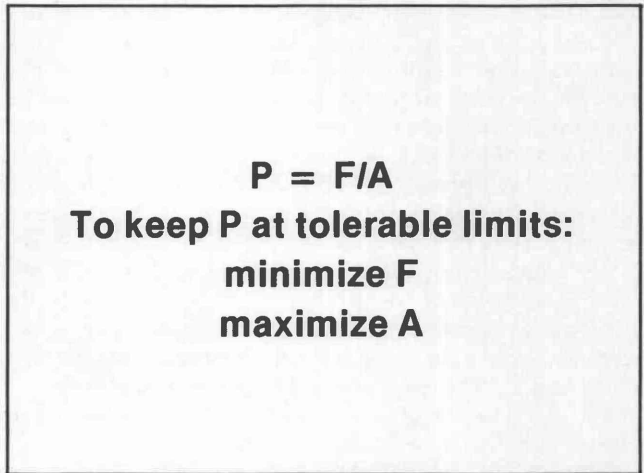 P = F/A
To keep P at tolerable limits:
minimize F
maximize A